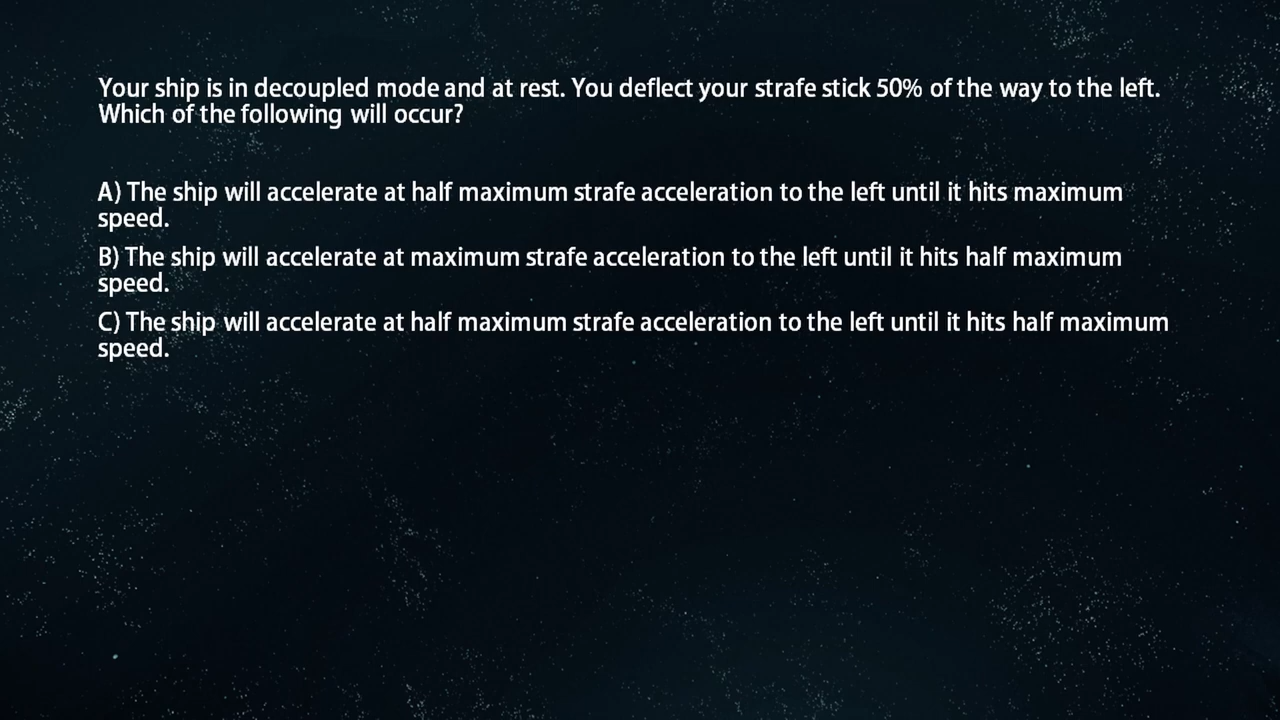 Your ship is in decoupled mode and at rest. You deflect your strafe stick 50% of the way to the left.
Which of the following will occur?
A) The ship will accelerate at half maximum strafe acceleration to the left until it hits maximum
speed.
B) The ship will accelerate at maximum strafe acceleration to the left until it hits half maximum
speed.
C) The ship will accelerate at half maximum strafe acceleration to the left until it hits half maximum
speed.